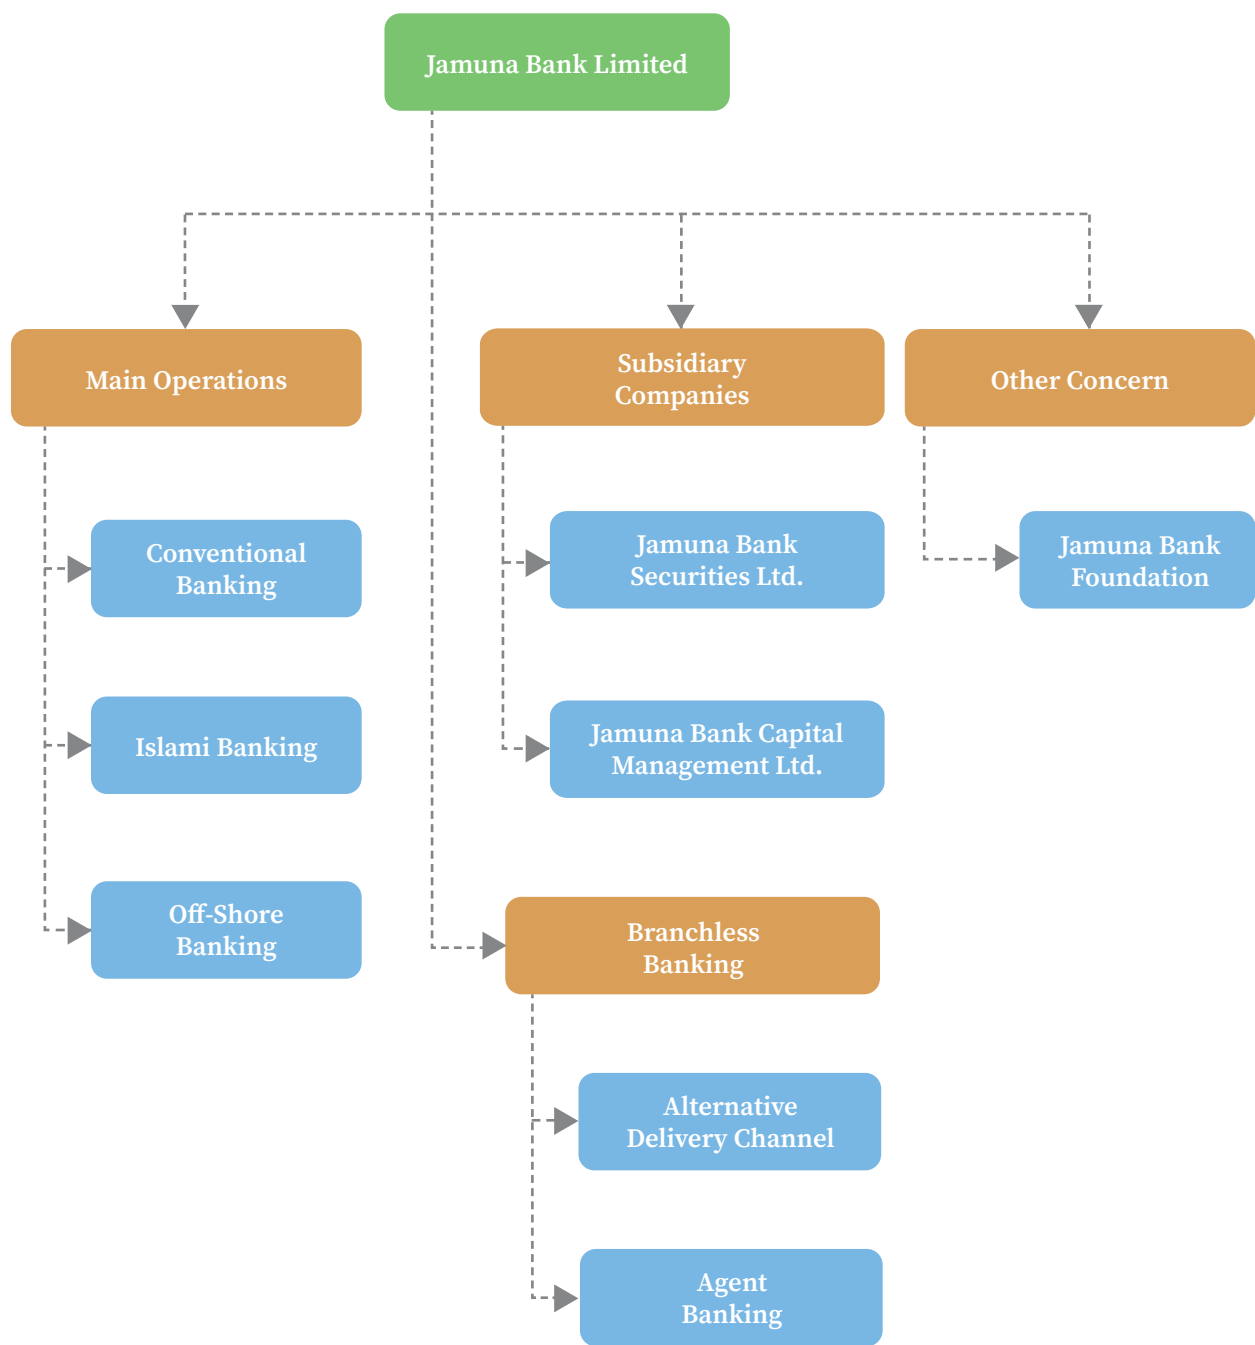 Jamuna Bank Limited
Main Operations
Subsidiary
Companies
Other Concern
Conventional
Banking
Jamuna Bank
Securities Ltd.
Jamuna Bank
Foundation
Islami Banking
Jamuna Bank Capital
Management Ltd.
Off-Shore
Banking
Branchless
Banking
Alternative
Delivery Channel
Agent
Banking